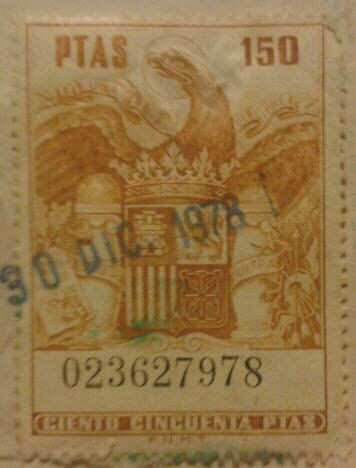 PTAS 150
30 DIC. 1978
023627978
CIENTO CINCUENTA PTAS